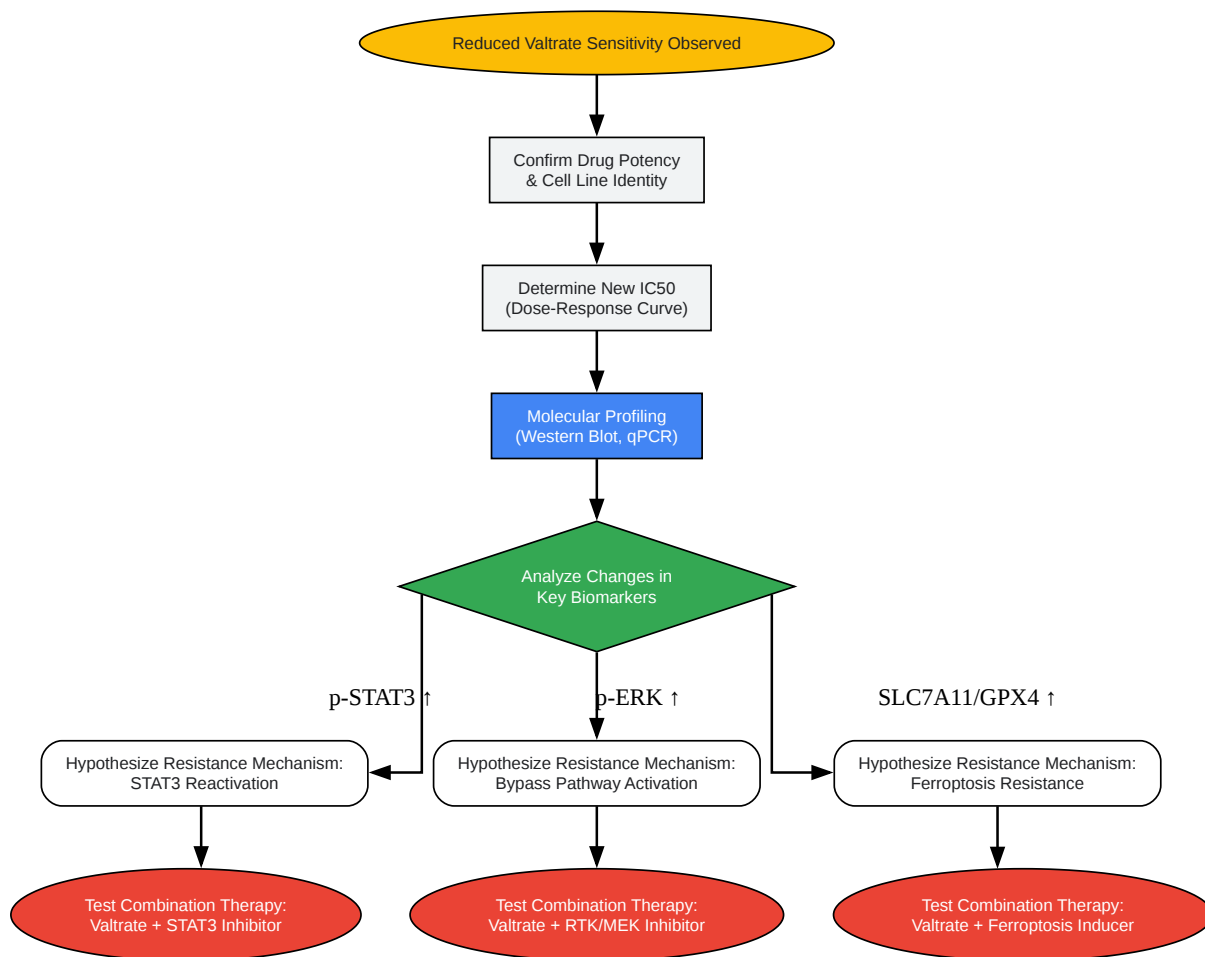 Reduced Valtrate Sensitivity Observed
Confirm Drug Potency
& Cell Line Identity
Determine New IC50
(Dose-Response Curve)
Molecular Profiling
(Western Blot, qPCR)
Analyze Changes in
Key Biomarkers
p-STAT3 ↑
p-ERK ↑
SLC7A11/GPX4 ↑
Hypothesize Resistance Mechanism:
STAT3 Reactivation
Hypothesize Resistance Mechanism:
Bypass Pathway Activation
Hypothesize Resistance Mechanism:
Ferroptosis Resistance
Test Combination Therapy:
Valtrate + STAT3 Inhibitor
Test Combination Therapy:
Valtrate + RTK/MEK Inhibitor
Test Combination Therapy:
Valtrate + Ferroptosis Inducer